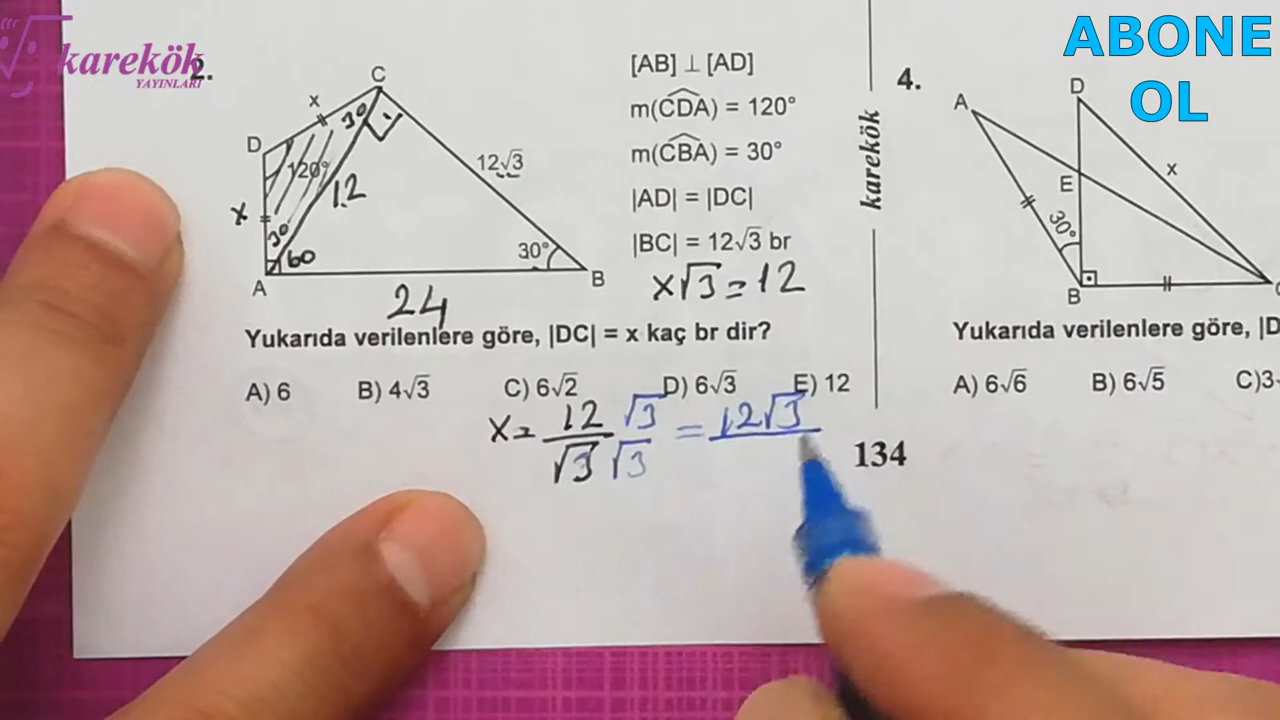 karekök
YAYINLARI
ABONE
OL
2.
C
x
30
D
120°
12√3
12
x
30
60
30°
A
B
24
[AB] ⊥ [AD]
m(CDA) = 120°
m(CBA) = 30°
|AD| = |DC|
|BC| = 12√3 br
x√3 = 12
Yukarıda verilenlere göre, |DC| = x kaç br dir?
A) 6 B) 4√3 C) 6√2 D) 6√3 E) 12
x = 12 √3 / √3 √3 = 12√3
karekök
134
4.
A
D
x
E
30°
B
Yukarıda verilenlere göre, |D
A) 6√6 B) 6√5 C)3